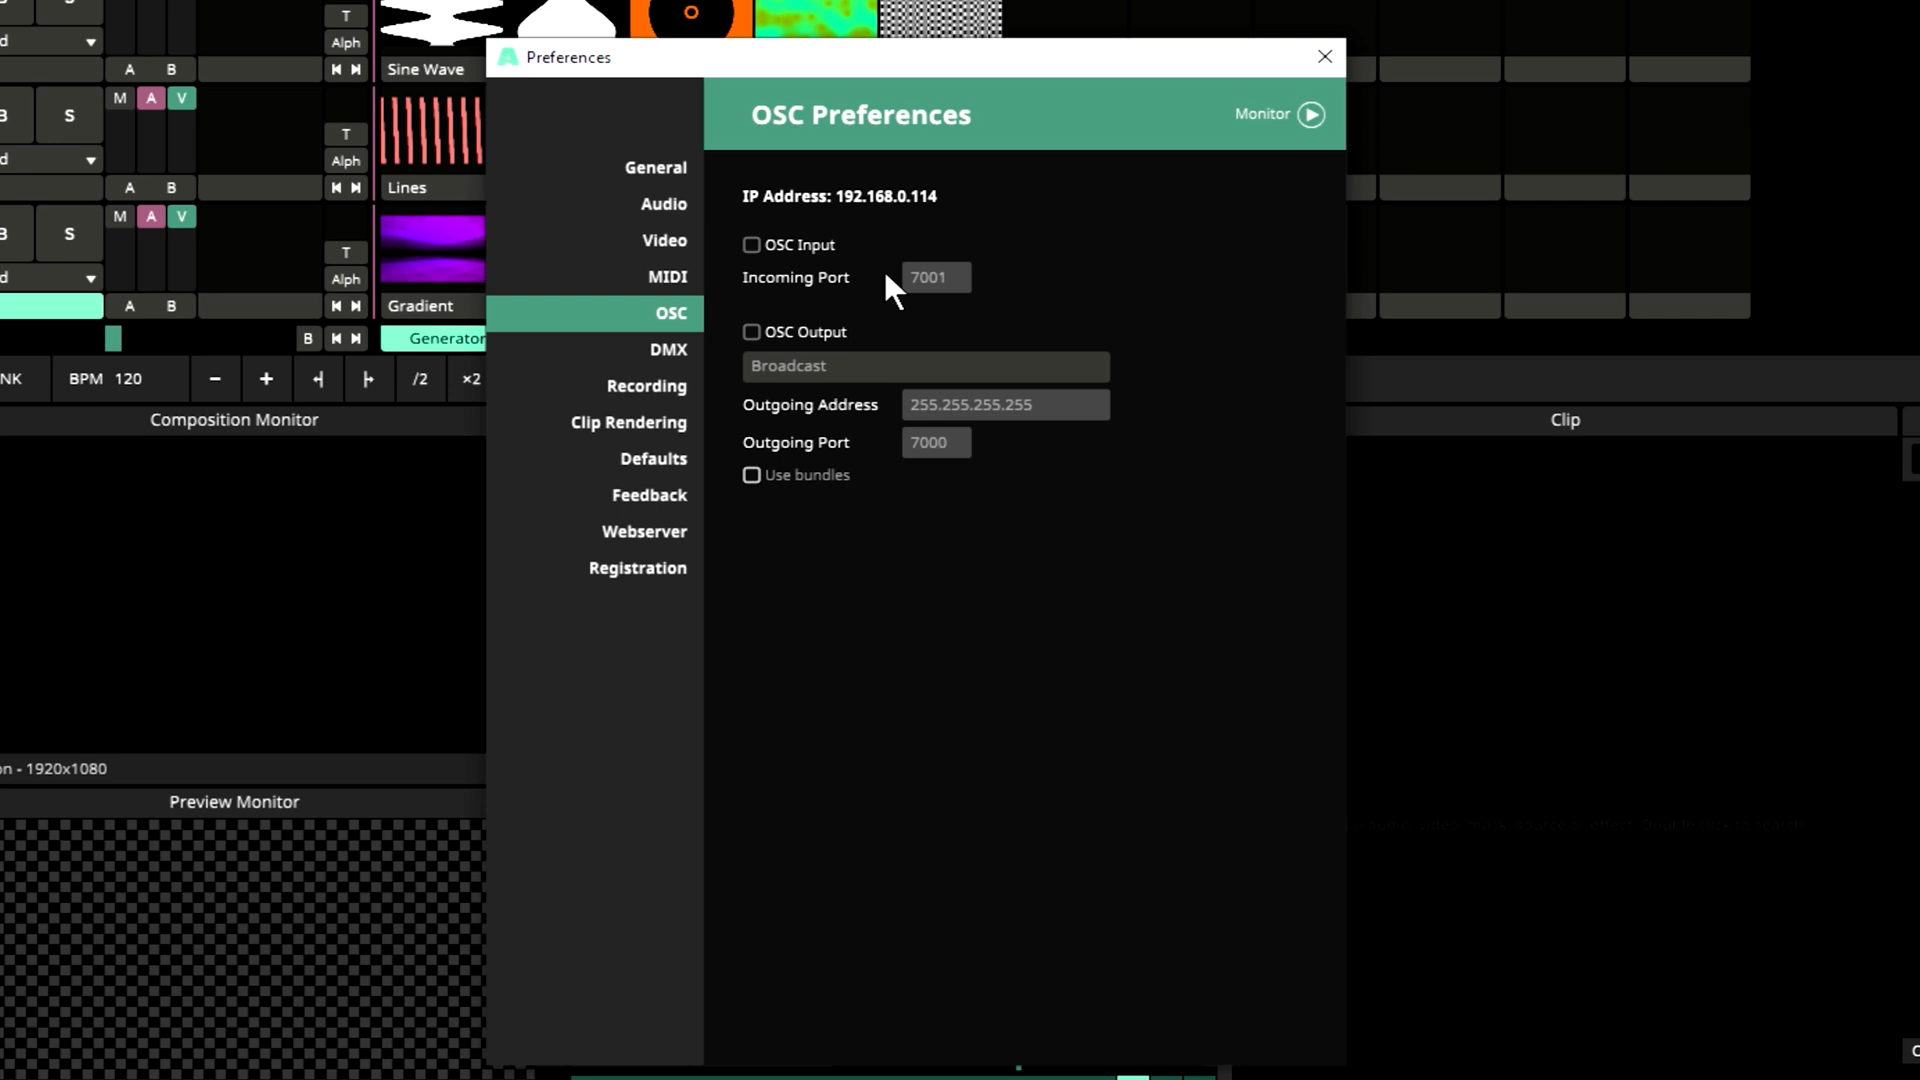 T
d
Alph
A B
Sine Wave
Preferences
M A V
OSC Preferences
Monitor
B
S
T
d
Alph
General
A B
Lines
IP Address: 192.168.0.114
Audio
M A V
Video
OSC Input
B
S
T
MIDI
Incoming Port 7001
d
Alph
A B
Gradient
OSC
OSC Output
B
Generator
DMX
Broadcast
NK
BPM 120
-
+
/2
×2
Recording
Outgoing Address 255.255.255.255
Composition Monitor
Clip Rendering
Outgoing Port 7000
Clip
Defaults
Use bundles
Feedback
Webserver
Registration
on - 1920x1080
Preview Monitor